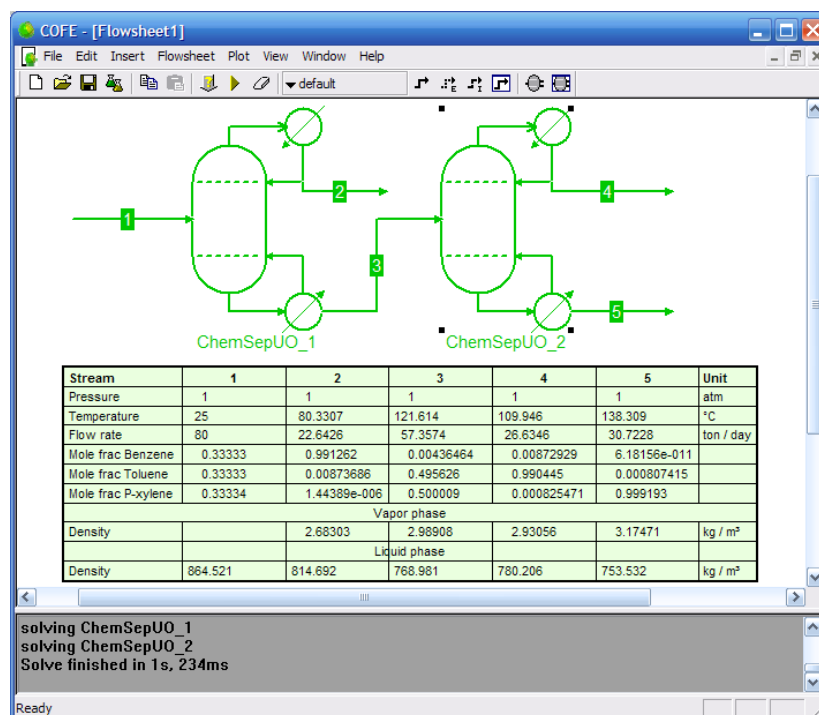 COFE - [Flowsheet1]
File Edit Insert Flowsheet Plot View Window Help
default
1 2 3 4 5
ChemSepUO_1 ChemSepUO_2
Stream 1 2 3 4 5 Unit
Pressure 1 1 1 1 1 atm
Temperature 25 80.3307 121.614 109.946 138.309 °C
Flow rate 80 22.6426 57.3574 26.6346 30.7228 ton / day
Mole frac Benzene 0.33333 0.991262 0.00436464 0.00872929 6.18156e-011
Mole frac Toluene 0.33333 0.00873686 0.495626 0.990445 0.000807415
Mole frac P-xylene 0.33334 1.44389e-006 0.500009 0.000825471 0.999193
Vapor phase
Density 2.68303 2.98908 2.93056 3.17471 kg / m³
Liquid phase
Density 864.521 814.692 768.981 780.206 753.532 kg / m³
solving ChemSepUO_1
solving ChemSepUO_2
Solve finished in 1s, 234ms
Ready